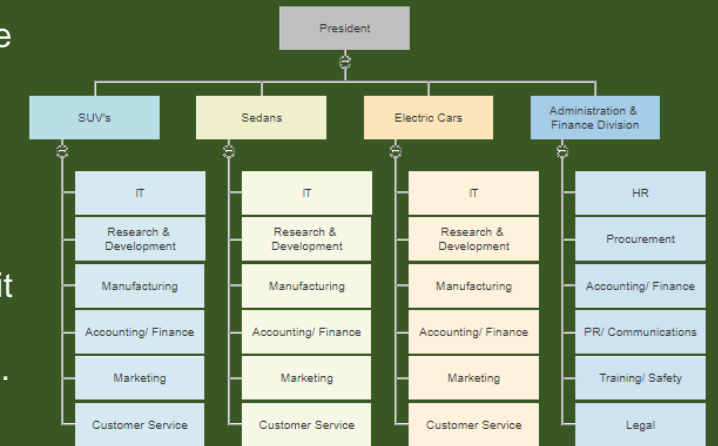 e
it
.
President
SUV's
Sedans
Electric Cars
Administration &
Finance Division
IT
Research &
Development
Manufacturing
Accounting/ Finance
Marketing
Customer Service
IT
Research &
Development
Manufacturing
Accounting/ Finance
Marketing
Customer Service
IT
Research &
Development
Manufacturing
Accounting/ Finance
Marketing
Customer Service
HR
Procurement
Accounting/ Finance
PR/ Communications
Training/ Safety
Legal